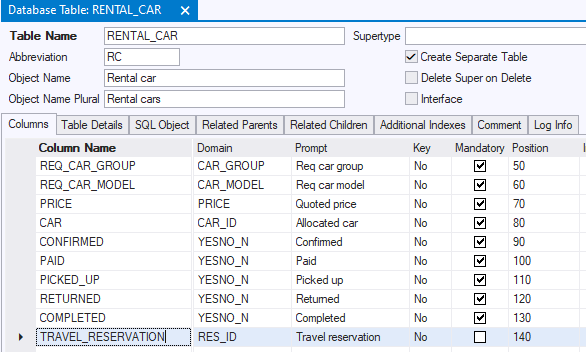 Database Table: RENTAL_CAR ×
Table Name RENTAL_CAR Supertype
Abbreviation RC Create Separate Table
Object Name Rental car Delete Super on Delete
Object Name Plural Rental cars Interface
Columns Table Details SQL Object Related Parents Related Children Additional Indexes Comment Log Info
Column Name Domain Prompt Key Mandatory Position
REQ_CAR_GROUP CAR_GROUP Req car group No 50
REQ_CAR_MODEL CAR_MODEL Req car model No 60
PRICE PRICE Quoted price No 70
CAR CAR_ID Allocated car No 80
CONFIRMED YESNO_N Confirmed No 90
PAID YESNO_N Paid No 100
PICKED_UP YESNO_N Picked up No 110
RETURNED YESNO_N Returned No 120
COMPLETED YESNO_N Completed No 130
TRAVEL_RESERVATION RES_ID Travel reservation No 140